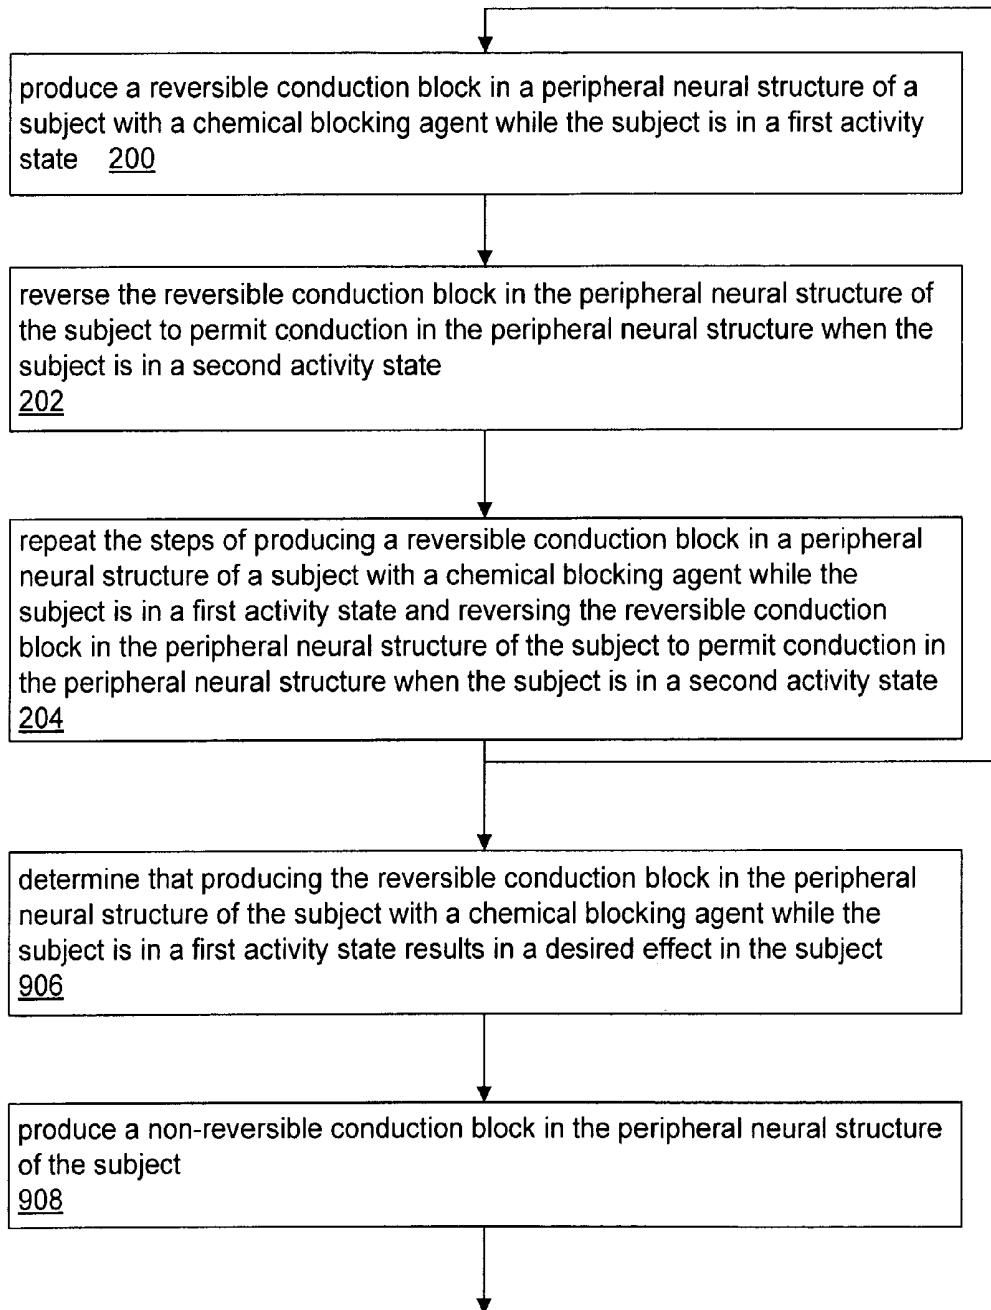 produce a reversible conduction block in a peripheral neural structure of a
subject with a chemical blocking agent while the subject is in a first activity
state 200
reverse the reversible conduction block in the peripheral neural structure of
the subject to permit conduction in the peripheral neural structure when the
subject is in a second activity state
202
repeat the steps of producing a reversible conduction block in a peripheral
neural structure of a subject with a chemical blocking agent while the
subject is in a first activity state and reversing the reversible conduction
block in the peripheral neural structure of the subject to permit conduction in
the peripheral neural structure when the subject is in a second activity state
204
determine that producing the reversible conduction block in the peripheral
neural structure of the subject with a chemical blocking agent while the
subject is in a first activity state results in a desired effect in the subject
906
produce a non-reversible conduction block in the peripheral neural structure
of the subject
908